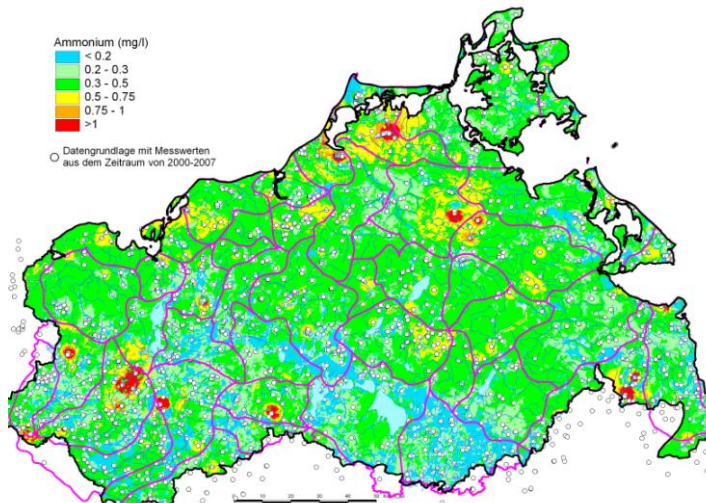 Ammonium (mg/l)
< 0.2
0.2 - 0.3
0.3 - 0.5
0.5 - 0.75
0.75 - 1
>1
Datengrundlage mit Messwerten
aus dem Zeitraum von 2000-2007